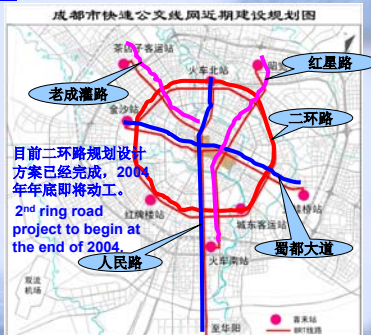 成都市快速公交线网近期建设规划图
茶店子客运站
火车北站
红星路
老成灌路
金沙站
二环路
目前二环路规划设计
方案已经完成，2004
年年底即将动工。
2nd ring road
project to begin at
the end of 2004.
红牌楼站
城东客运站
蜀都大道
人民路
火车南站
双流
机场
首末站
BRT线路
至华阳